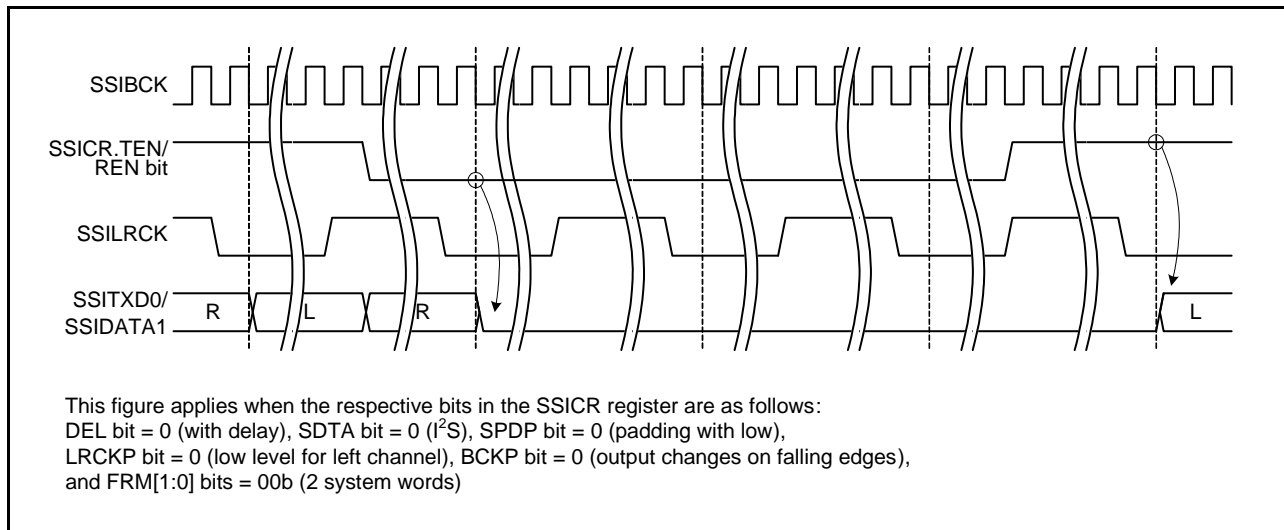 SSIBCK
SSICR.TEN/
REN bit
SSILRCK
SSITXD0/
SSIDATA1
R
L
R
L
This figure applies when the respective bits in the SSICR register are as follows:
DEL bit = 0 (with delay), SDTA bit = 0 (I²S), SPDP bit = 0 (padding with low),
LRCKP bit = 0 (low level for left channel), BCKP bit = 0 (output changes on falling edges),
and FRM[1:0] bits = 00b (2 system words)